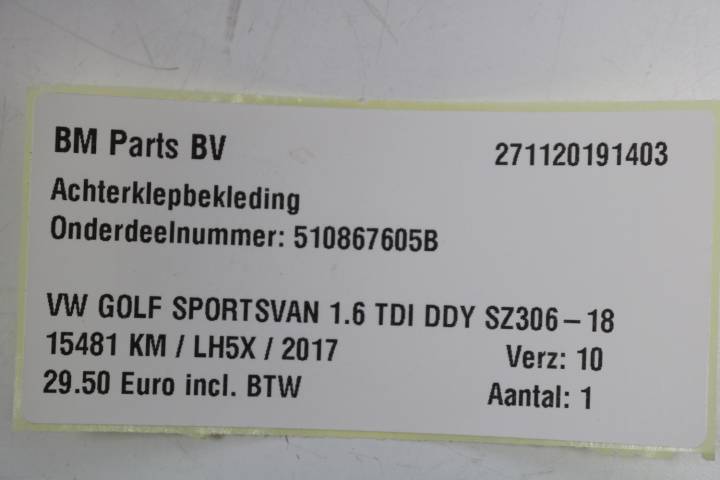 BM Parts BV 271120191403
Achterklepbekleding
Onderdeelnummer: 510867605B
VW GOLF SPORTSVAN 1.6 TDI DDY SZ306-18
15481 KM / LH5X / 2017 Verz: 10
29.50 Euro incl. BTW Aantal: 1